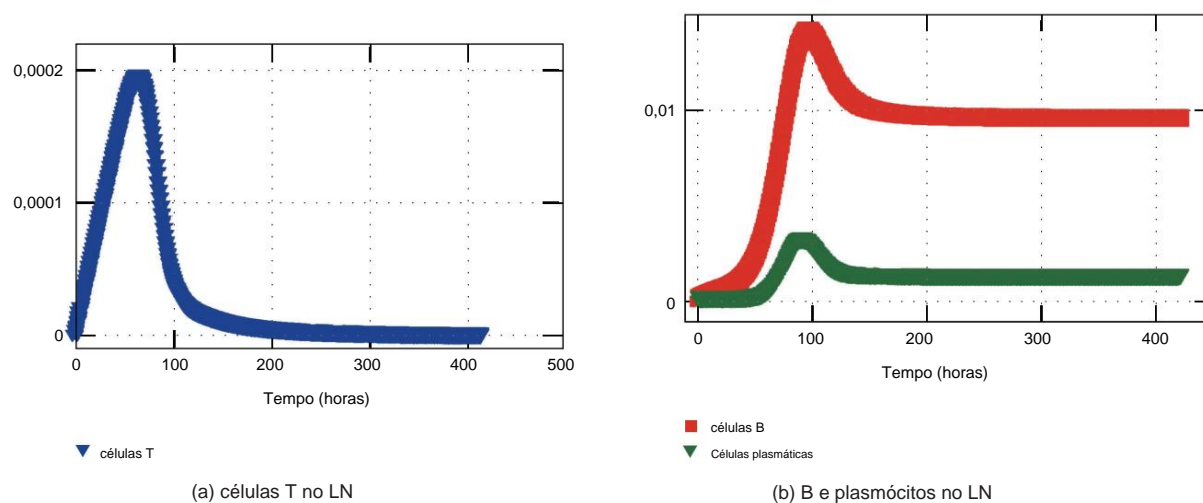 0,0002
0,0001
0
0 100 200 300 400 500
Tempo (horas)
células T
(a) células T no LN
0,01
0
0 100 200 300 400
Tempo (horas)
células B
Células plasmáticas
(b) B e plasmócitos no LN